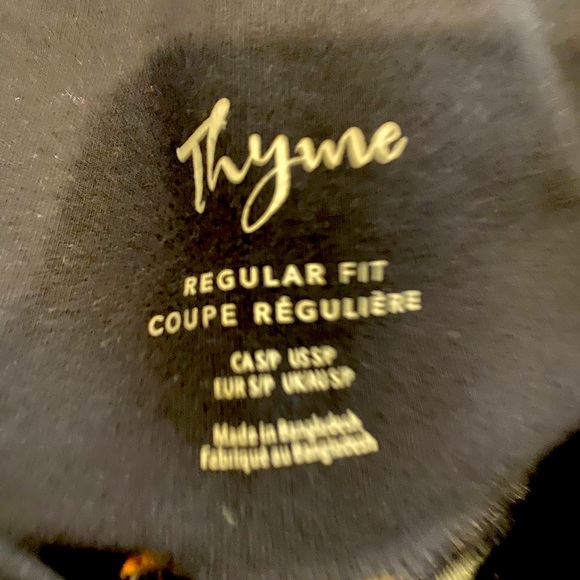 Thyme
REGULAR FIT
COUPE RÉGULIÈRE
CA S/P US S/P
EUR S/P UK/AU S/P
Made in Bangladesh
Fabriqué au Bangladesh